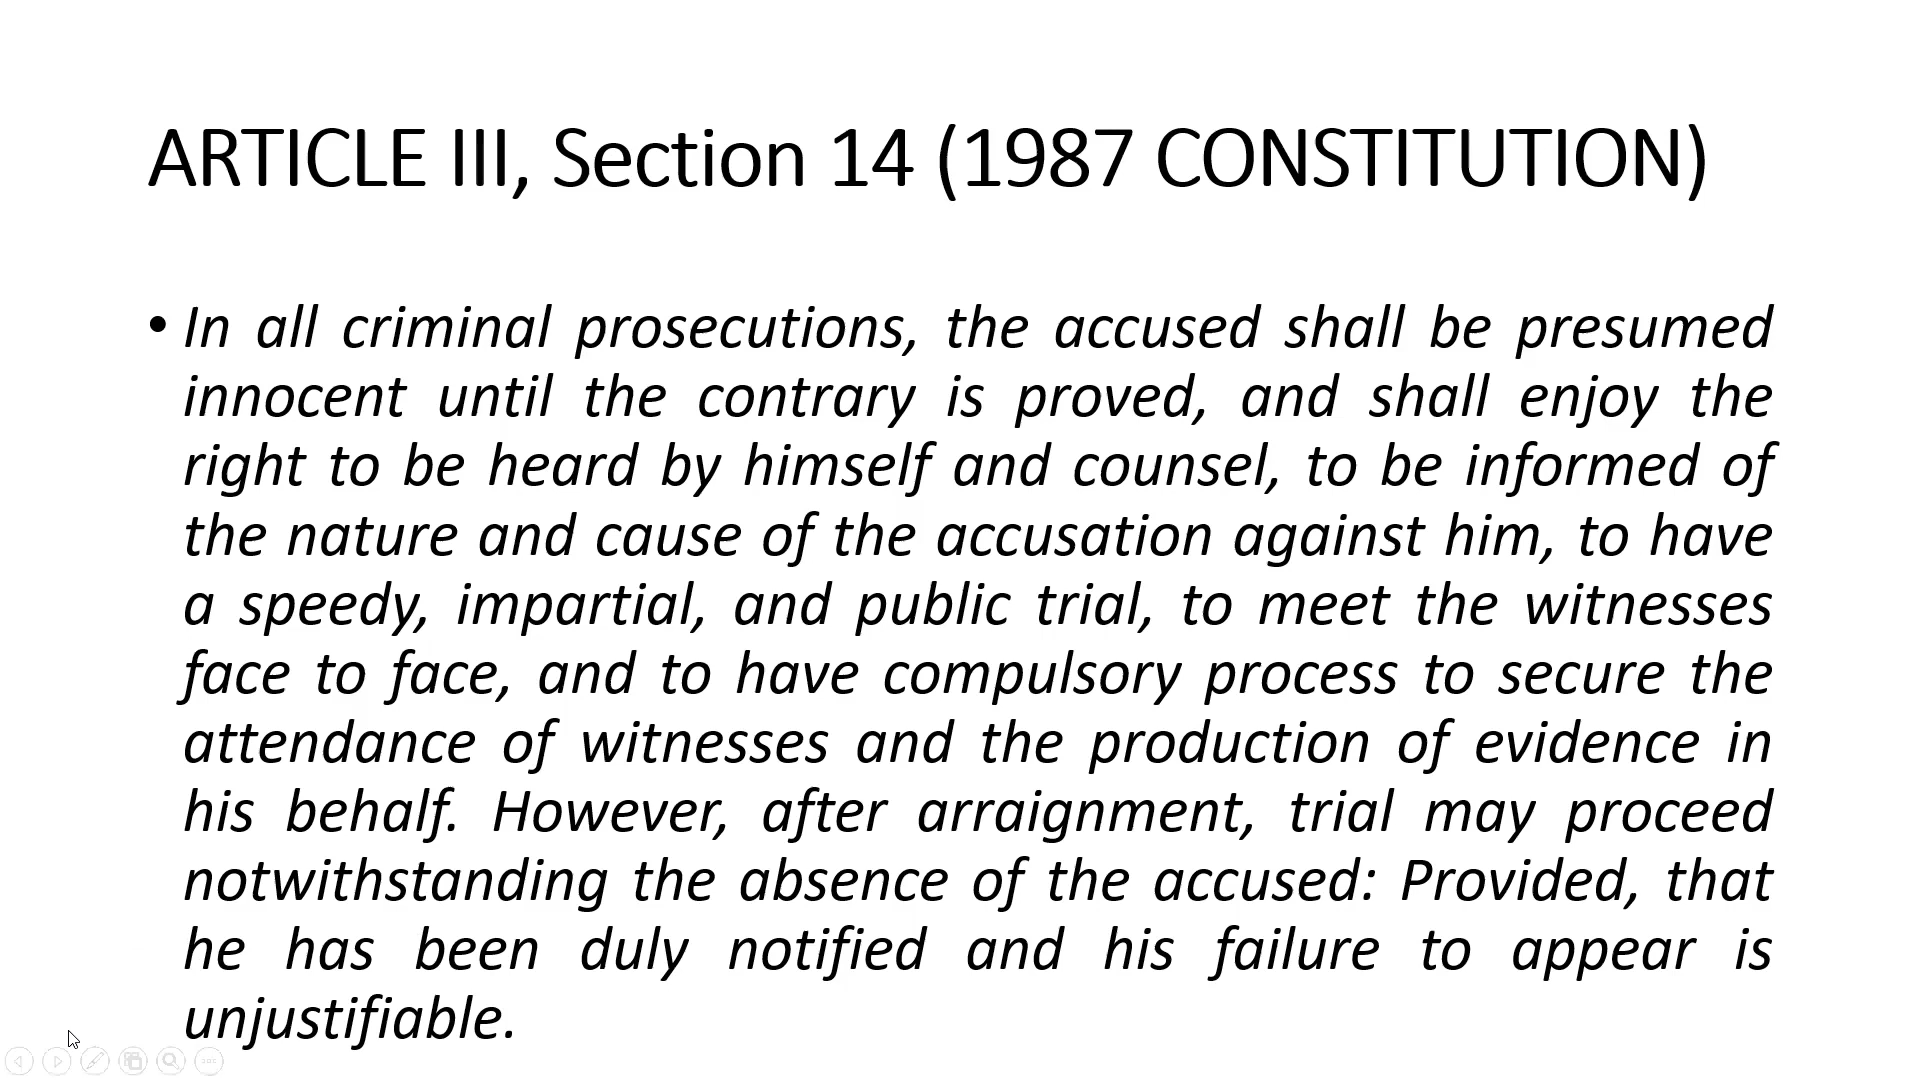 ARTICLE III, Section 14 (1987 CONSTITUTION)
• In all criminal prosecutions, the accused shall be presumed
innocent until the contrary is proved, and shall enjoy the
right to be heard by himself and counsel, to be informed of
the nature and cause of the accusation against him, to have
a speedy, impartial, and public trial, to meet the witnesses
face to face, and to have compulsory process to secure the
attendance of witnesses and the production of evidence in
his behalf. However, after arraignment, trial may proceed
notwithstanding the absence of the accused: Provided, that
he has been duly notified and his failure to appear is
unjustifiable.